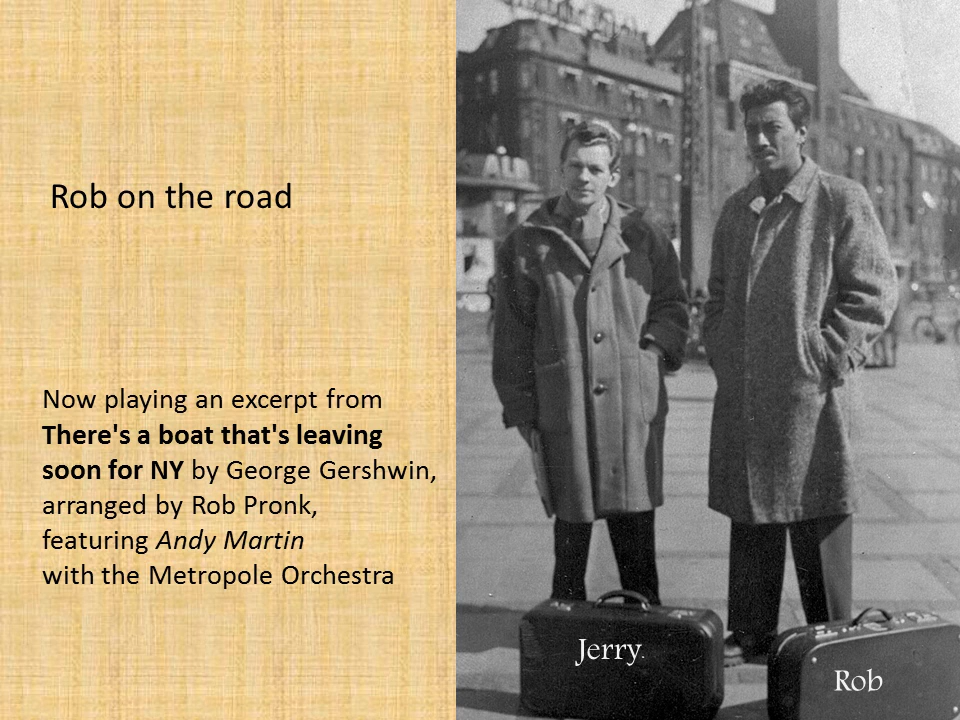 Rob on the road
Now playing an excerpt from
There's a boat that's leaving
soon for NY by George Gershwin,
arranged by Rob Pronk,
featuring Andy Martin
with the Metropole Orchestra
Jerry.
Rob